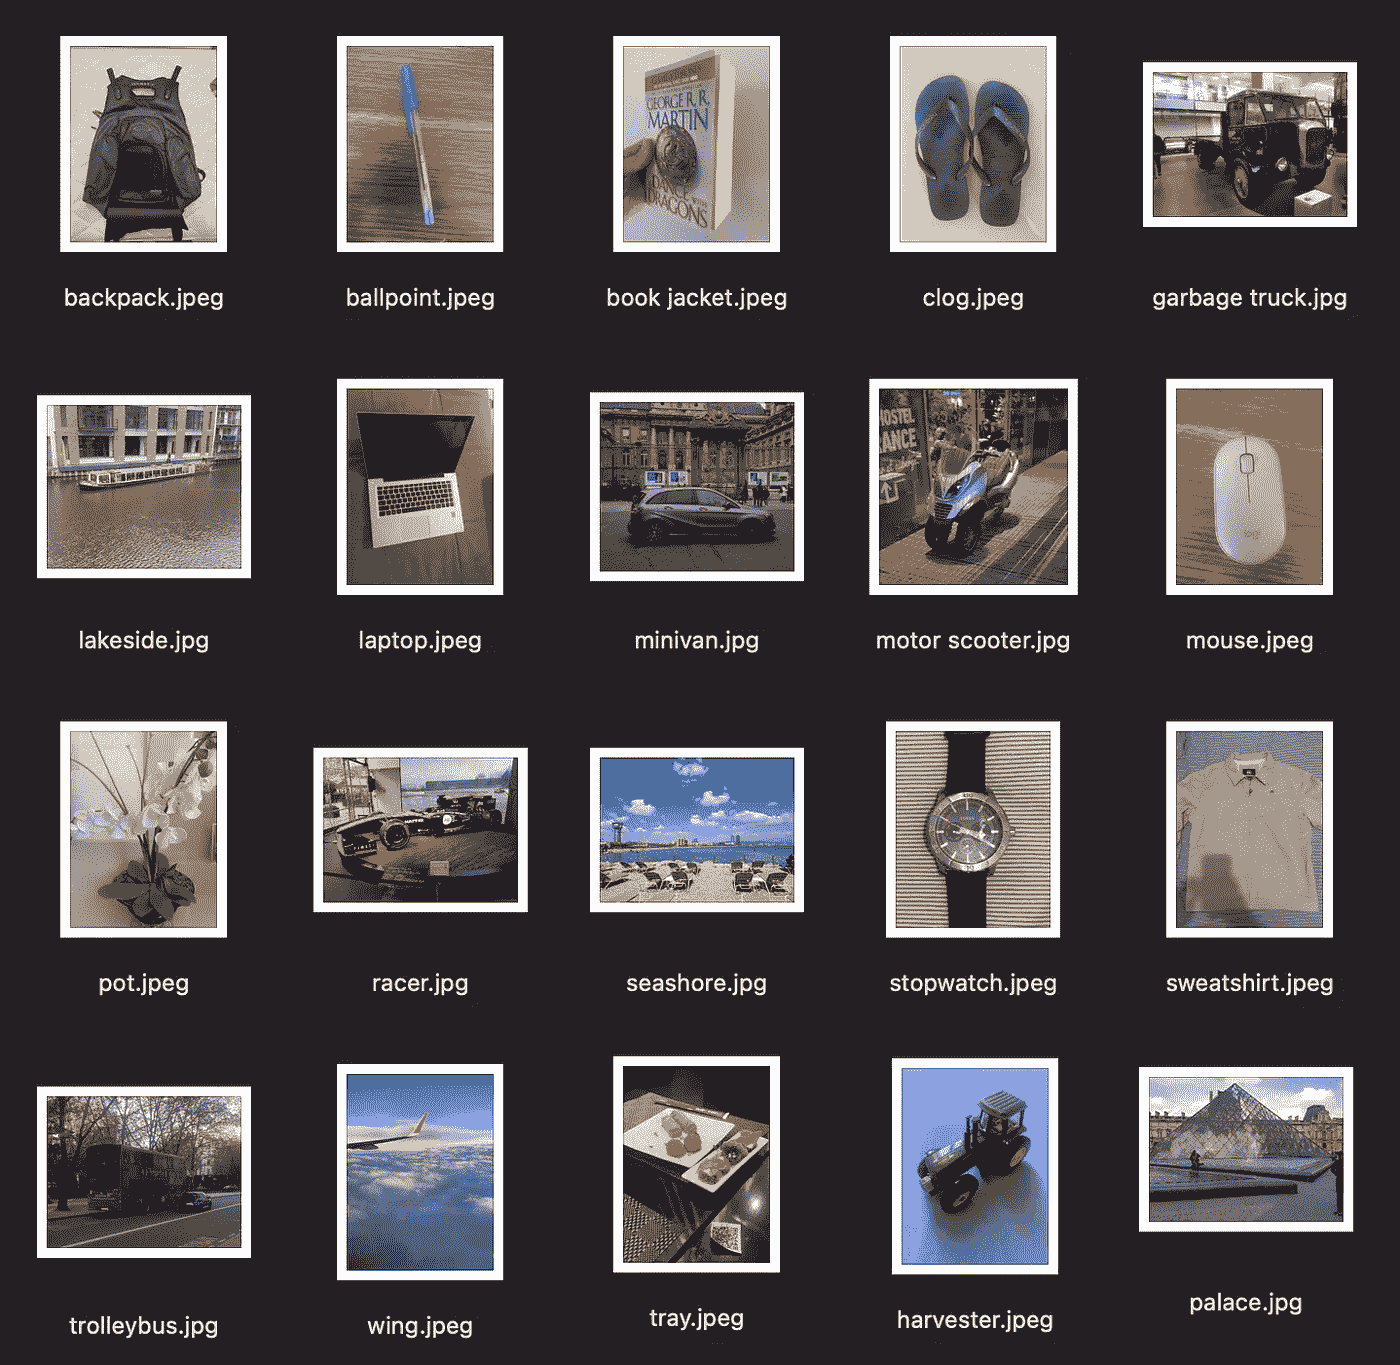 GEORGE R. R.
MARTIN
DANCE WITH
DRAGONS
backpack.jpeg
ballpoint.jpeg
book jacket.jpeg
clog.jpeg
garbage truck.jpg
HOSTEL
lakeside.jpg
laptop.jpeg
minivan.jpg
motor scooter.jpg
mouse.jpeg
pot.jpeg
racer.jpg
seashore.jpg
stopwatch.jpeg
sweatshirt.jpeg
trolleybus.jpg
wing.jpeg
tray.jpeg
harvester.jpeg
palace.jpg